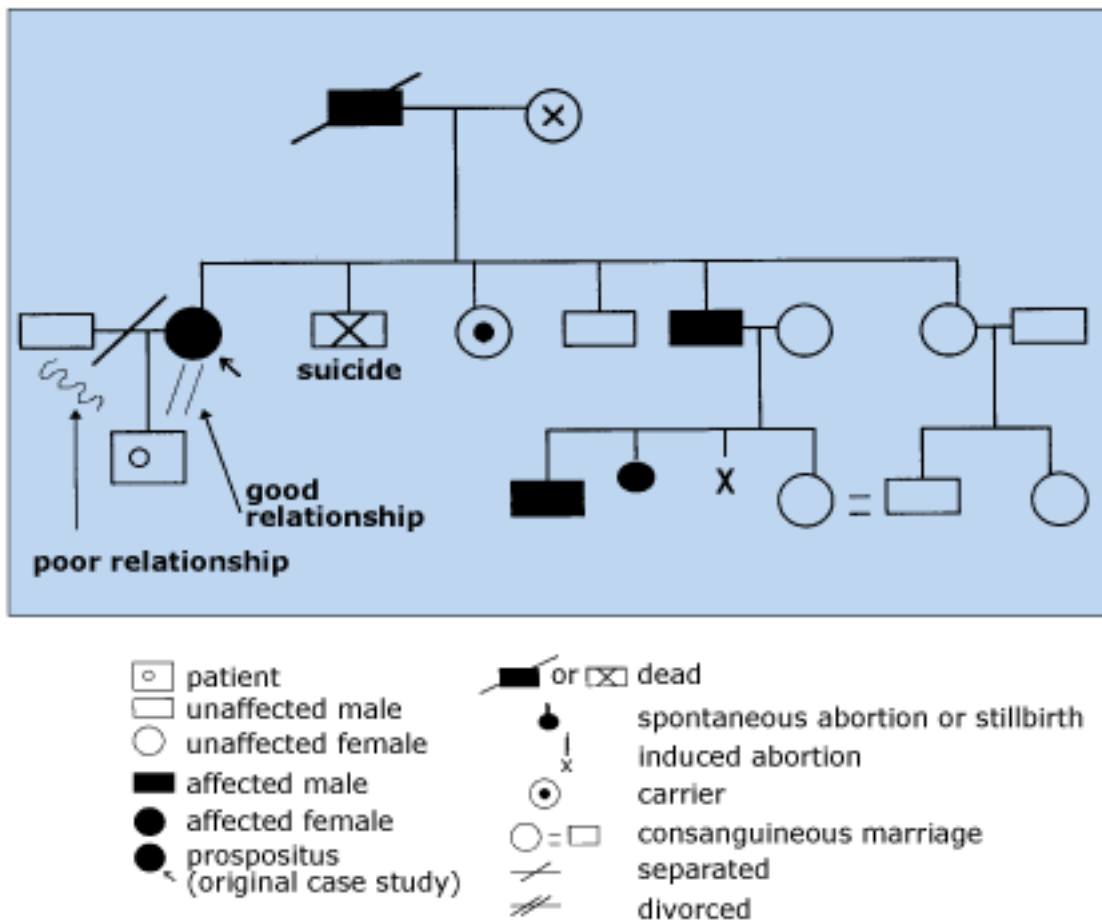 suicide
good
relationship
poor relationship
patient
unaffected male
unaffected female
affected male
affected female
prospositus
(original case study)
or dead
spontaneous abortion or stillbirth
induced abortion
carrier
consanguineous marriage
separated
divorced